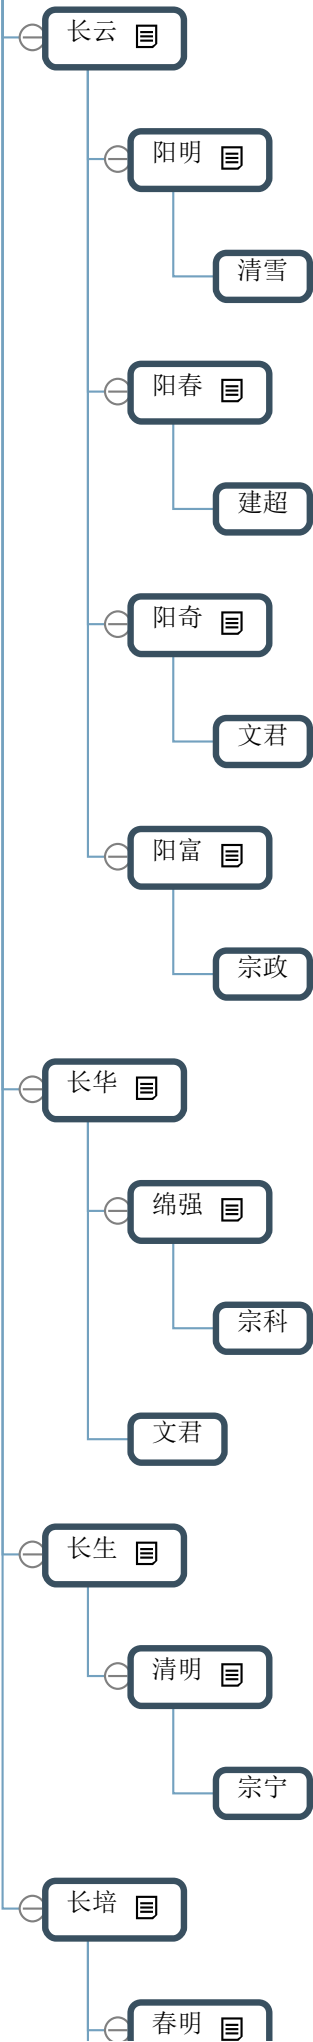 长云
阳明
清雪
阳春
建超
阳奇
文君
阳富
宗政
长华
绵强
宗科
文君
长生
清明
宗宁
长培
春明